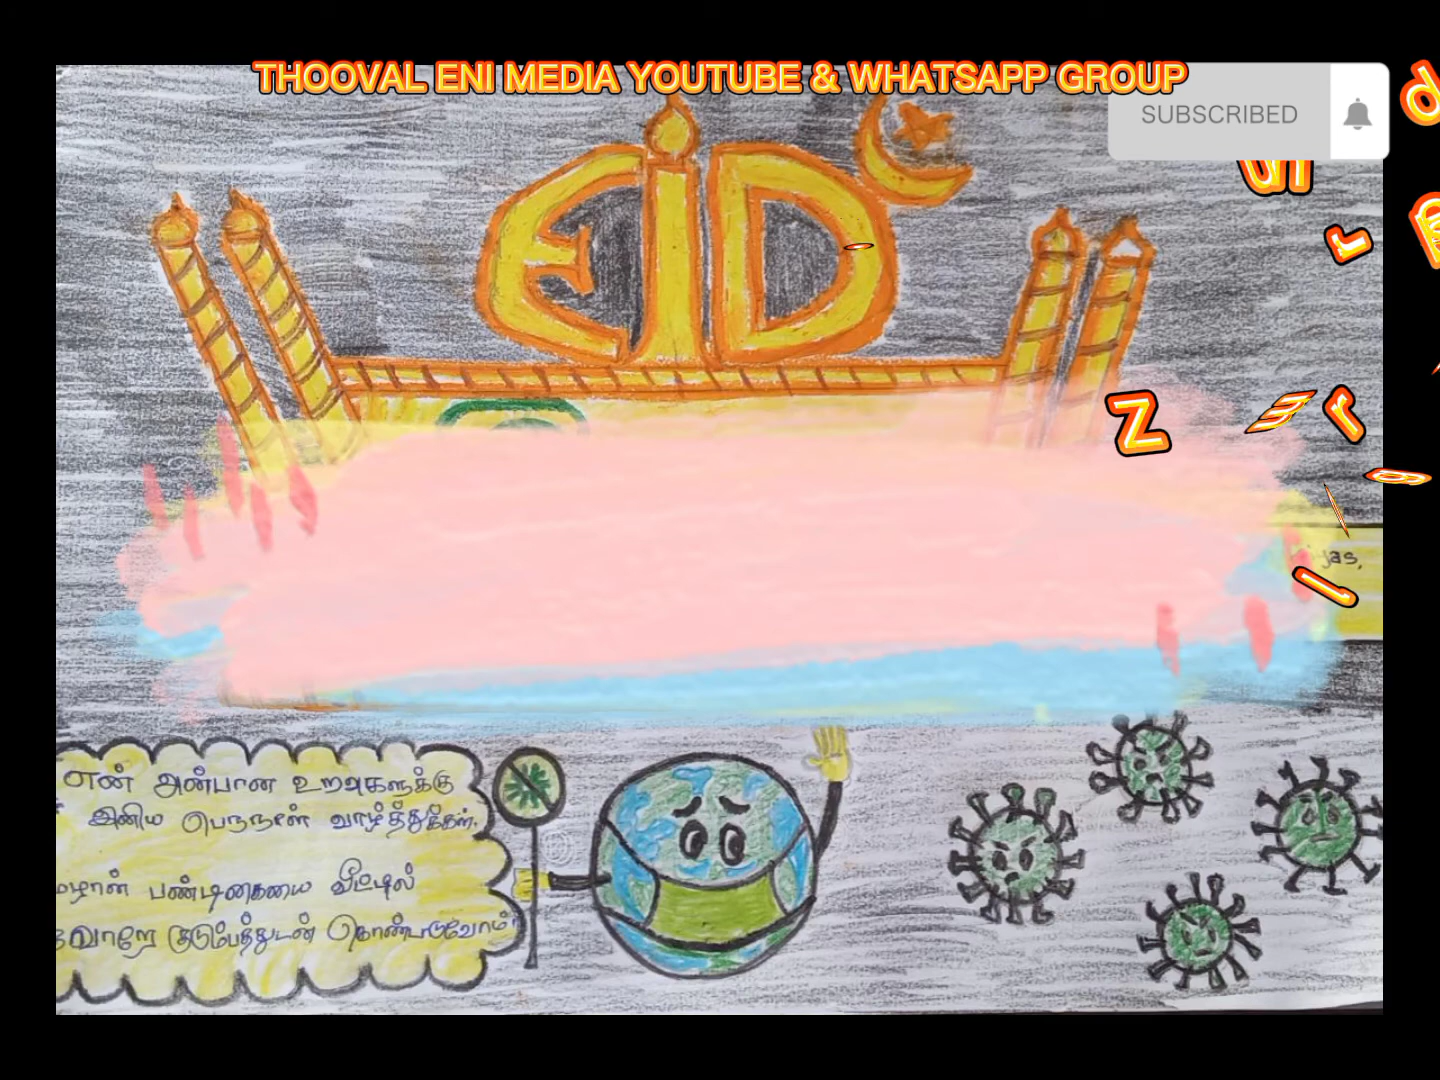 THOOVAL ENI MEDIA YOUTUBE & WHATSAPP GROUP
SUBSCRIBED
EiD
என் அன்பான உறவுகளுக்கு
இனிய பெருநாள் வாழ்த்துக்கள்.
பண்டிகையை வீட்டில்
குடும்பத்துடன் கொண்டாடுவோம்